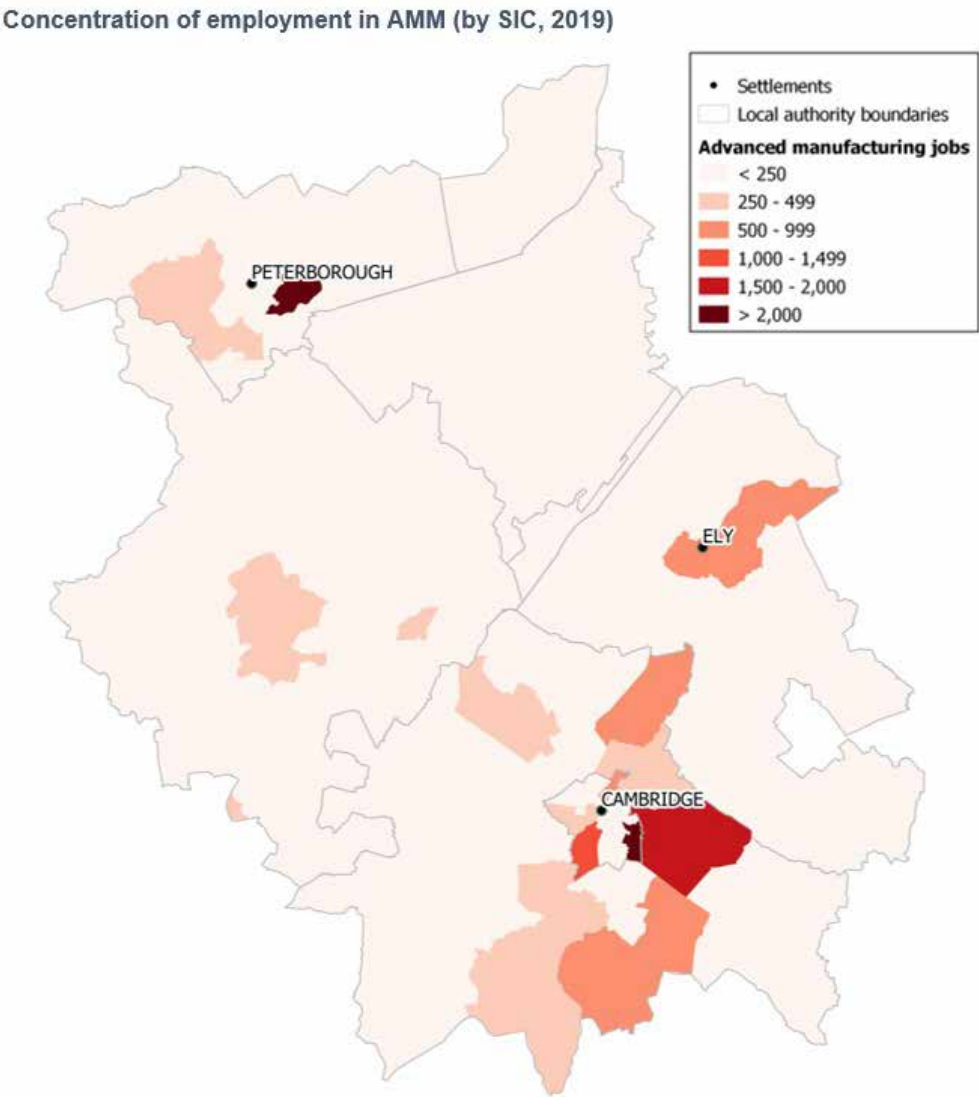 Concentration of employment in AMM (by SIC, 2019)
Settlements
Local authority boundaries
Advanced manufacturing jobs
< 250
250 - 499
500 - 999
1,000 - 1,499
1,500 - 2,000
> 2,000
PETERBOROUGH
ELY
CAMBRIDGE